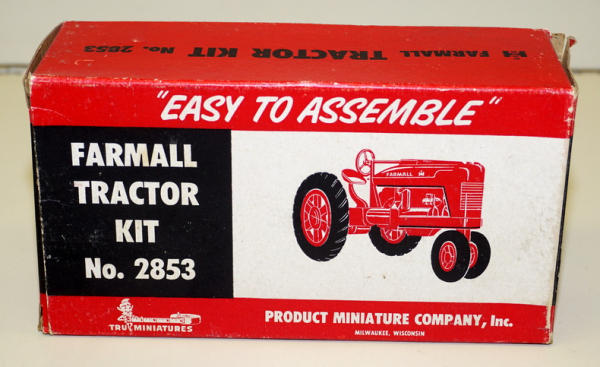 FARMALL TRACTOR KIT No. 2853
"EASY TO ASSEMBLE"
FARMALL
TRACTOR
KIT
No. 2853
FARMALL
TRU-MINIATURES
PRODUCT MINIATURE COMPANY, Inc.
MILWAUKEE, WISCONSIN